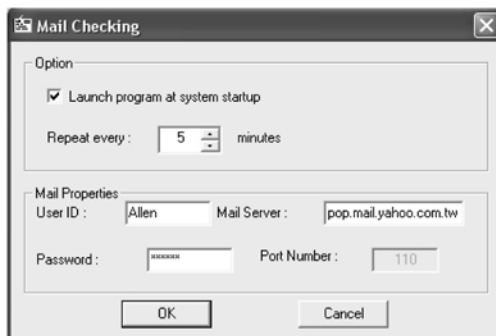 Mail Checking
Option
Launch program at system startup
Repeat every : 5 minutes
Mail Properties
User ID : Allen Mail Server : pop.mail.yahoo.com.tw
Password : ****** Port Number : 110
OK Cancel